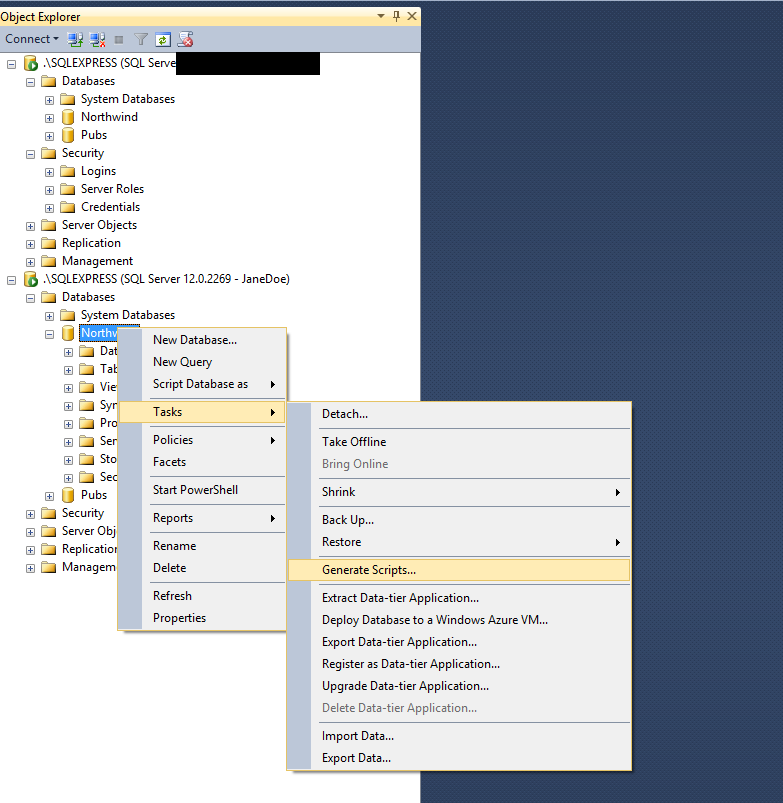 Object Explorer
Connect
.\SQLEXPRESS (SQL Serve
Databases
System Databases
Northwind
Pubs
Security
Logins
Server Roles
Credentials
Server Objects
Replication
Management
.\SQLEXPRESS (SQL Server 12.0.2269 - JaneDoe)
Databases
System Databases
Northw
Dat
Tab
Vie
Syn
Pro
Ser
Sto
Sec
Pubs
Security
Server Obj
Replication
Managem
New Database...
New Query
Script Database as
Tasks
Policies
Facets
Start PowerShell
Reports
Rename
Delete
Refresh
Properties
Detach...
Take Offline
Bring Online
Shrink
Back Up...
Restore
Generate Scripts...
Extract Data-tier Application...
Deploy Database to a Windows Azure VM...
Export Data-tier Application...
Register as Data-tier Application...
Upgrade Data-tier Application...
Delete Data-tier Application...
Import Data...
Export Data...